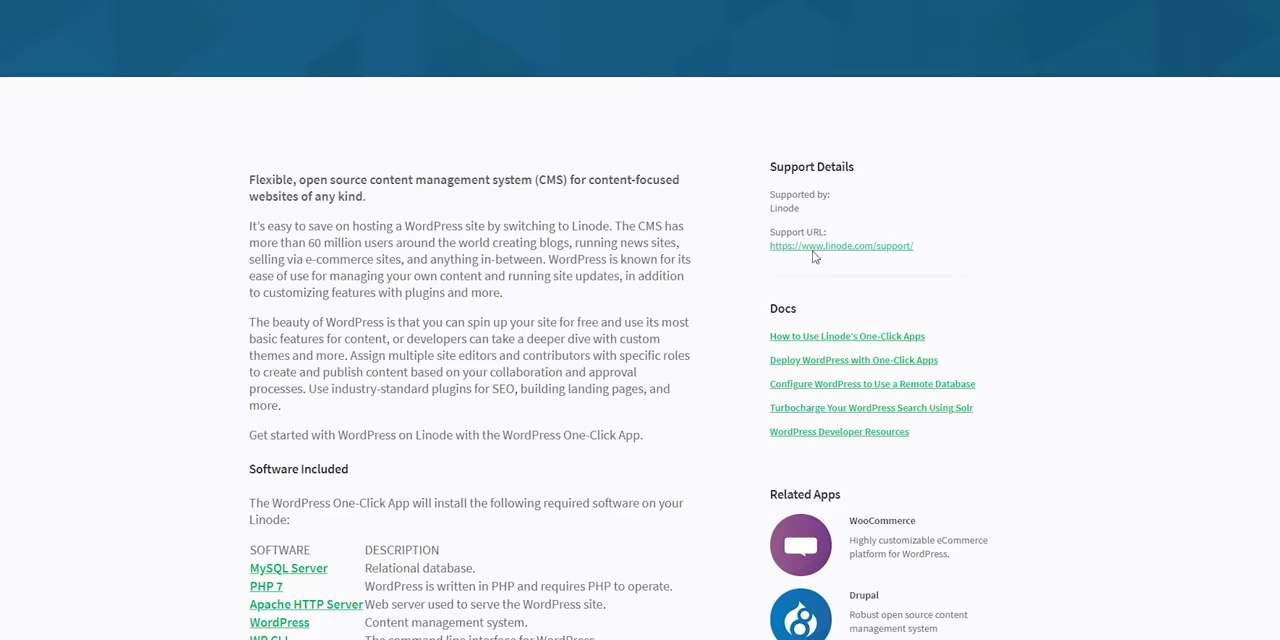 Flexible, open source content management system (CMS) for content-focused
websites of any kind.
It's easy to save on hosting a WordPress site by switching to Linode. The CMS has
more than 60 million users around the world creating blogs, running news sites,
selling via e-commerce sites, and anything in-between. WordPress is known for its
ease of use for managing your own content and running site updates, in addition
to customizing features with plugins and more.
The beauty of WordPress is that you can spin up your site for free and use its most
basic features for content, or developers can take a deeper dive with custom
themes and more. Assign multiple site editors and contributors with specific roles
to create and publish content based on your collaboration and approval
processes. Use industry-standard plugins for SEO, building landing pages, and
more.
Get started with WordPress on Linode with the WordPress One-Click App.
Software Included
The WordPress One-Click App will install the following required software on your
Linode:
SOFTWARE DESCRIPTION
MySQL Server Relational database.
PHP 7 WordPress is written in PHP and requires PHP to operate.
Apache HTTP Server Web server used to serve the WordPress site.
WordPress Content management system.
WP CLI The command line interface for WordPress.
Support Details
Supported by:
Linode
Support URL:
https://www.linode.com/support/
Docs
How to Use Linode's One-Click Apps
Deploy WordPress with One-Click Apps
Configure WordPress to Use a Remote Database
Turbocharge Your WordPress Search Using Solr
WordPress Developer Resources
Related Apps
WooCommerce
Highly customizable eCommerce
platform for WordPress.
Drupal
Robust open source content
management system